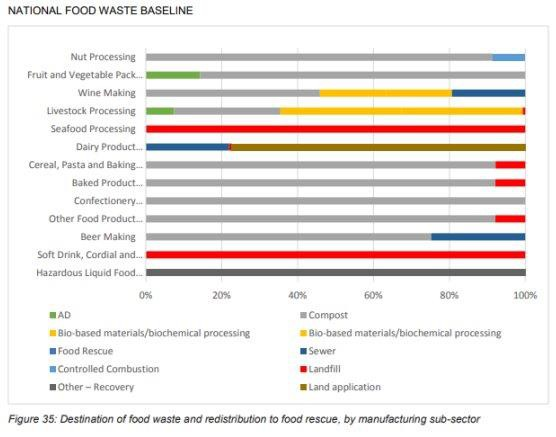 NATIONAL FOOD WASTE BASELINE
Nut Processing
Fruit and Vegetable Pack...
Wine Making
Livestock Processing
Seafood Processing
Dairy Product...
Cereal, Pasta and Baking...
Baked Product...
Confectionery...
Other Food Product...
Beer Making
Soft Drink, Cordial and...
Hazardous Liquid Food...
0% 20% 40% 60% 80% 100%
AD Compost
Bio-based materials/biochemical processing Bio-based materials/biochemical processing
Food Rescue Sewer
Controlled Combustion Landfill
Other – Recovery Land application
Figure 35: Destination of food waste and redistribution to food rescue, by manufacturing sub-sector